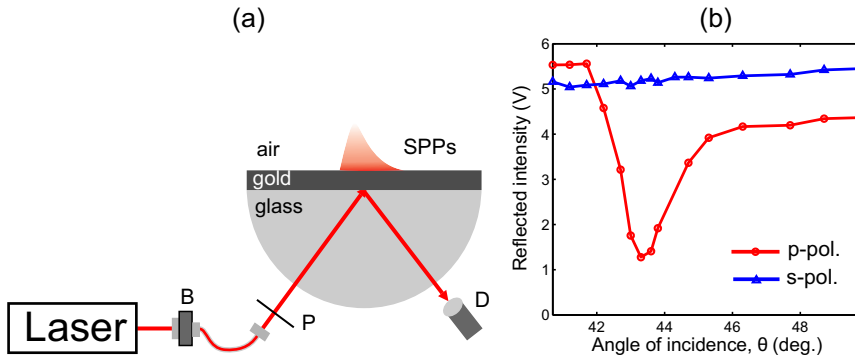 (a)
air
SPPs
gold
glass
B
P
D
Laser
(b)
Reflected intensity (V)
6
5
4
3
2
1
0
42 44 46 48
Angle of incidence, θ (deg.)
p-pol.
s-pol.